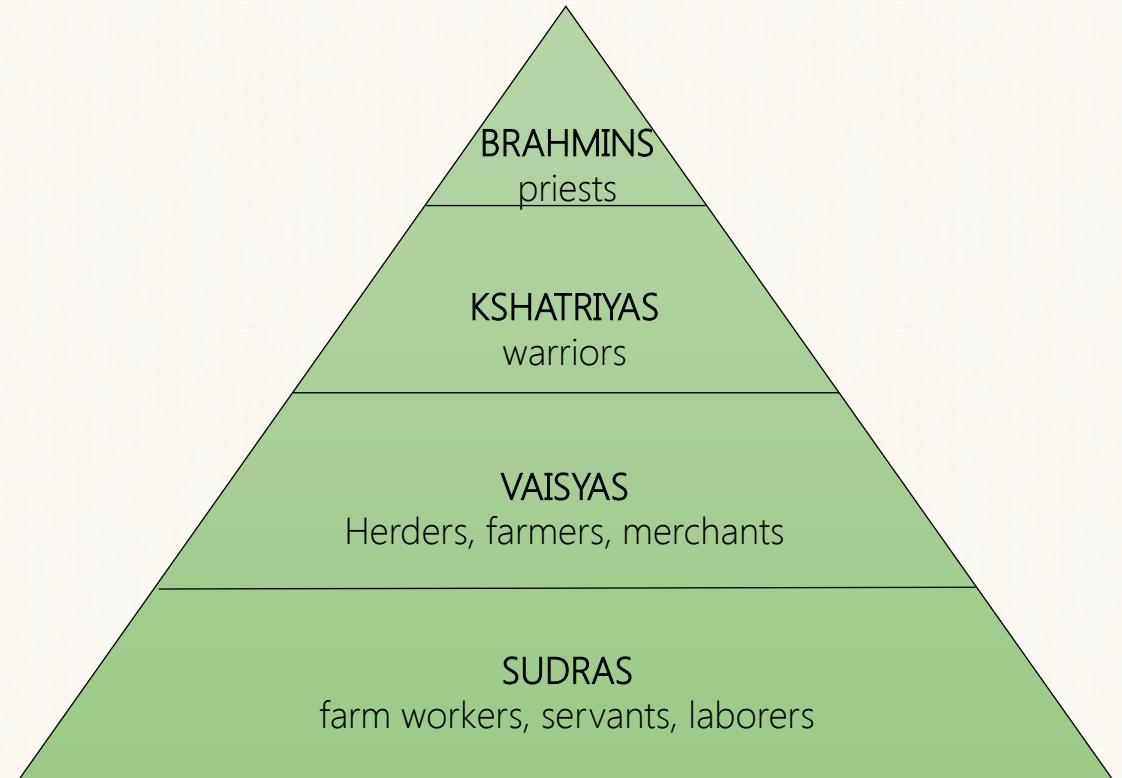 BRAHMINS
priests
KSHATRIYAS
warriors
VAISYAS
Herders, farmers, merchants
SUDRAS
farm workers, servants, laborers